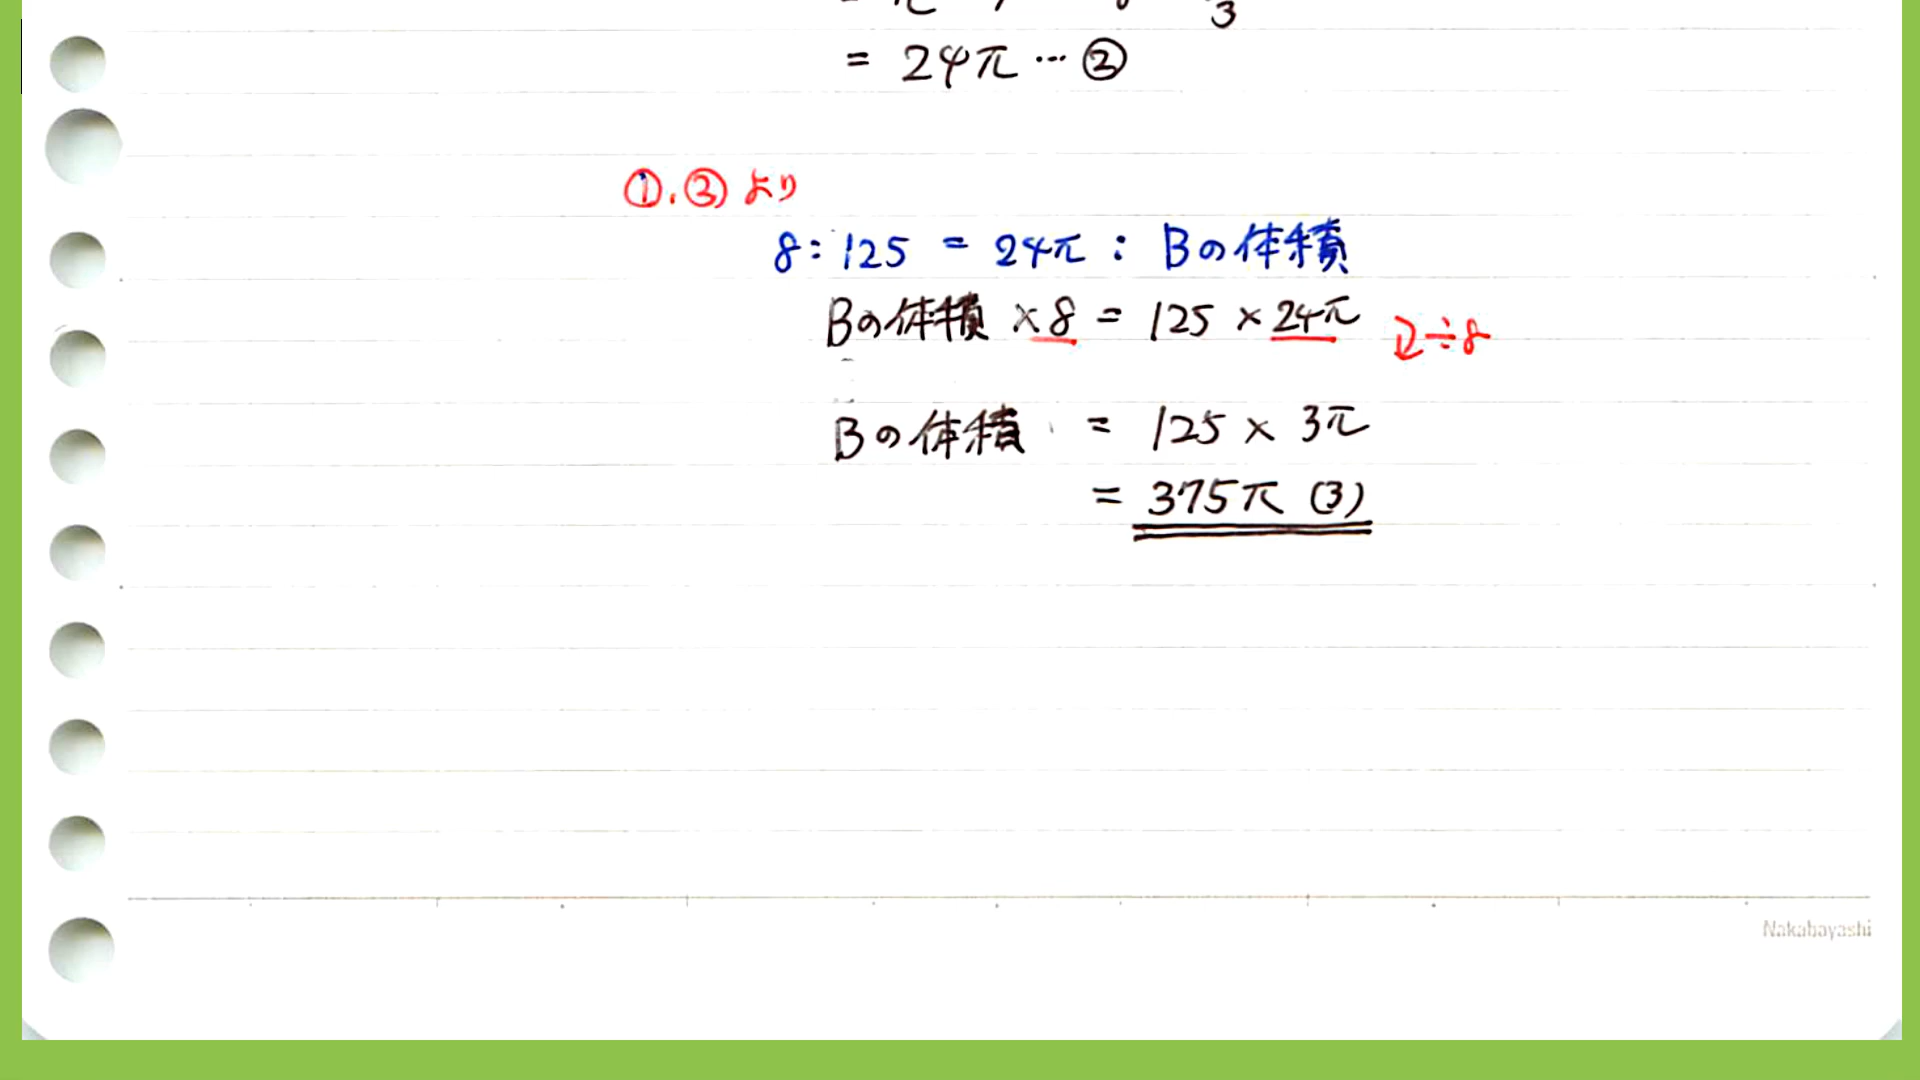 3
= 24π … ②
①.② より
8 : 125 = 24π : Bの体積
Bの体積 × 8 = 125 × 24π ÷8
Bの体積 = 125 × 3π
= 375π (3)
Nakabayashi